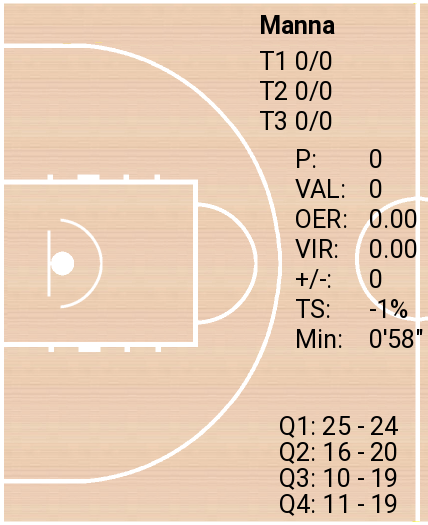 Manna
T1 0/0
T2 0/0
T3 0/0
P: 0
VAL: 0
OER: 0.00
VIR: 0.00
+/-: 0
TS: -1%
Min: 0'58"
Q1: 25 - 24
Q2: 16 - 20
Q3: 10 - 19
Q4: 11 - 19